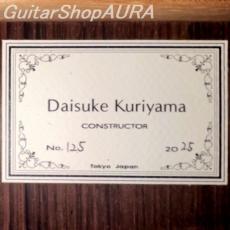 GuitarShopAURA
Daisuke Kuriyama
CONSTRUCTOR
No. 125 2025
Tokyo Japan